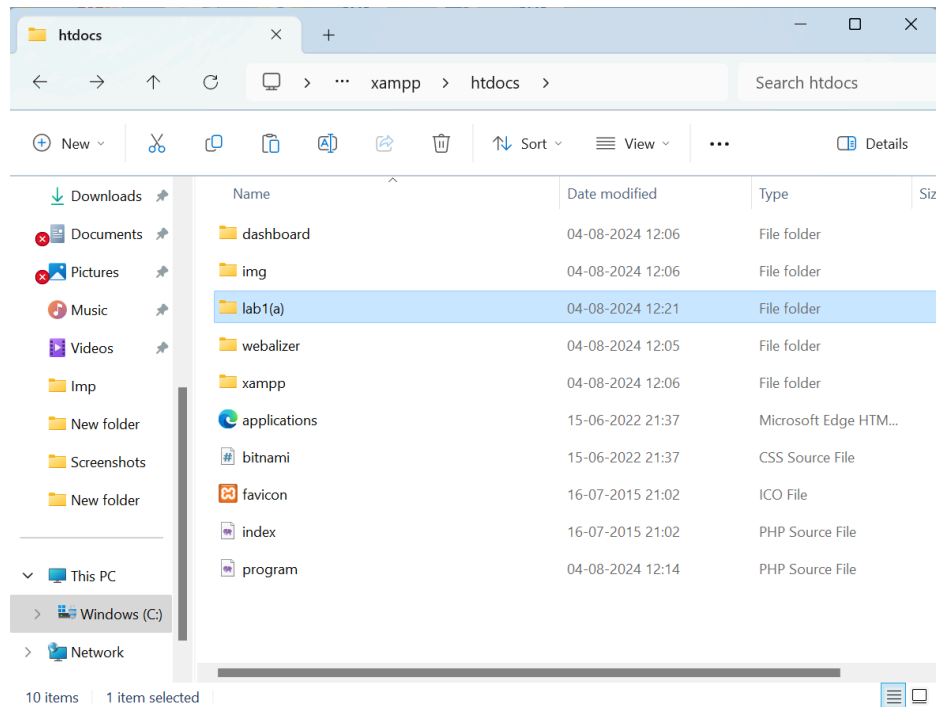 htdocs
xampp > htdocs >
Search htdocs
New
Sort
View
Details
Downloads
Documents
Pictures
Music
Videos
Imp
New folder
Screenshots
New folder
This PC
Windows (C:)
Network
Name Date modified Type Siz
dashboard 04-08-2024 12:06 File folder
img 04-08-2024 12:06 File folder
lab1(a) 04-08-2024 12:21 File folder
webalizer 04-08-2024 12:05 File folder
xampp 04-08-2024 12:06 File folder
applications 15-06-2022 21:37 Microsoft Edge HTM...
bitnami 15-06-2022 21:37 CSS Source File
favicon 16-07-2015 21:02 ICO File
index 16-07-2015 21:02 PHP Source File
program 04-08-2024 12:14 PHP Source File
10 items 1 item selected